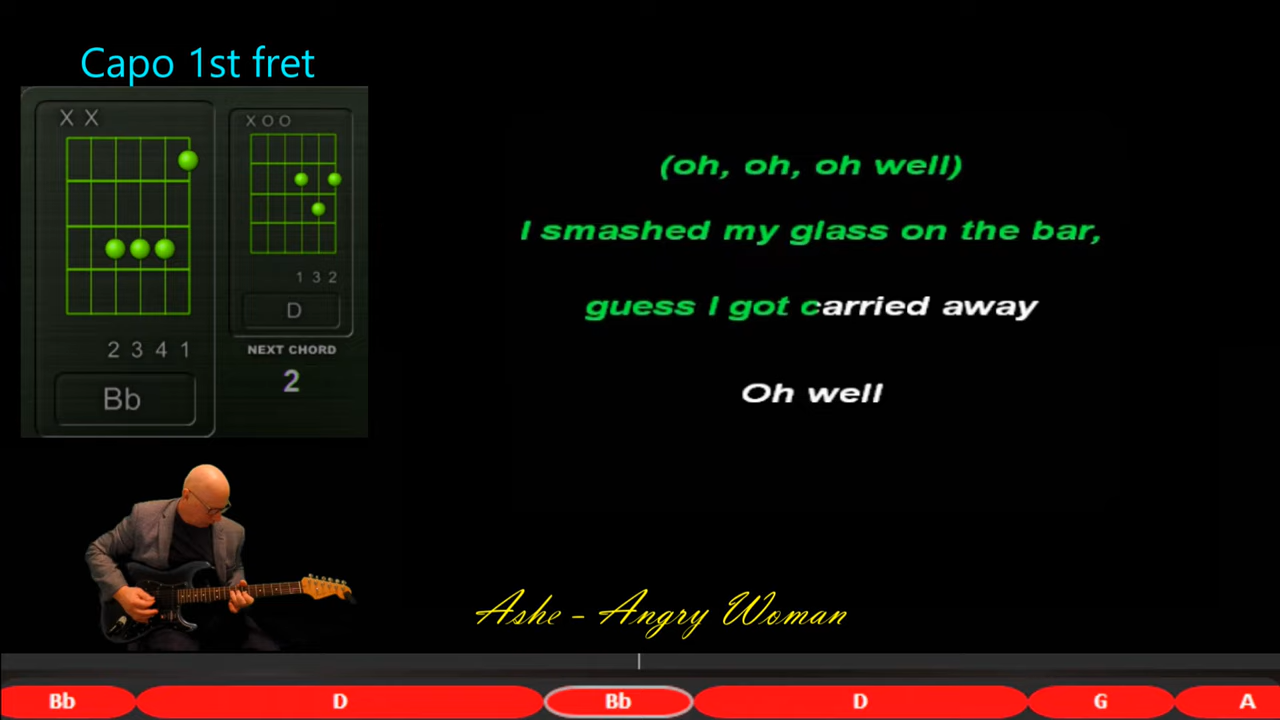 Capo 1st fret
X X
X O O
2 3 4 1
Bb
1 3 2
D
NEXT CHORD
2
(oh, oh, oh well)
I smashed my glass on the bar,
guess I got carried away
Oh well
Ashe - Angry Woman
Bb D Bb D G A